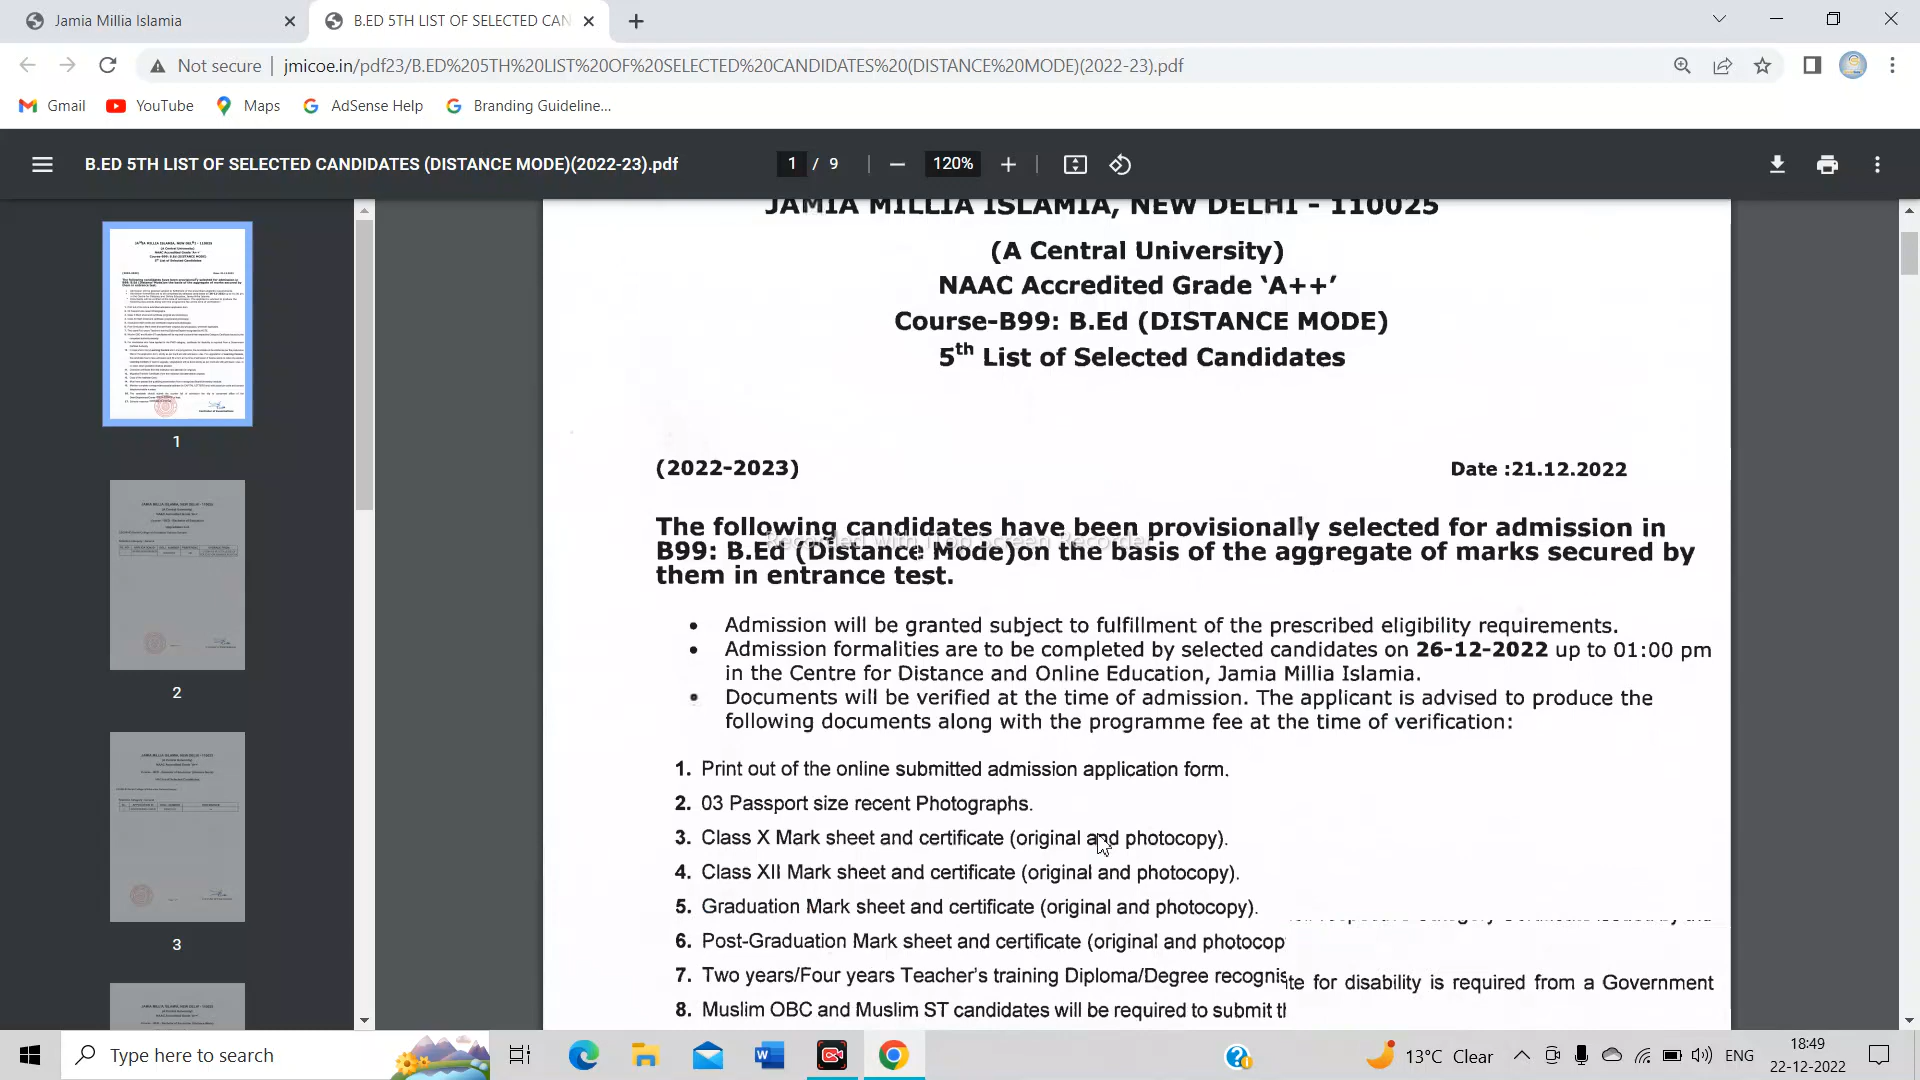 Jamia Millia Islamia
B.ED 5TH LIST OF SELECTED CAN
Not secure
jmicoe.in/pdf23/B.ED%205TH%20LIST%20OF%20SELECTED%20CANDIDATES%20(DISTANCE%20MODE)(2022-23).pdf
Gmail
YouTube
Maps
AdSense Help
Branding Guideline...
B.ED 5TH LIST OF SELECTED CANDIDATES (DISTANCE MODE)(2022-23).pdf
1 / 9
120%
1
2
3
JAMIA MILLIA ISLAMIA, NEW DELHI - 110025
(A Central University)
NAAC Accredited Grade ‘A++’
Course-B99: B.Ed (DISTANCE MODE)
5th List of Selected Candidates
(2022-2023)
Date :21.12.2022
The following candidates have been provisionally selected for admission in
B99: B.Ed (Distance Mode)on the basis of the aggregate of marks secured by
them in entrance test.
Recorded with iTop Screen Recorder
• Admission will be granted subject to fulfillment of the prescribed eligibility requirements.
• Admission formalities are to be completed by selected candidates on 26-12-2022 up to 01:00 pm
in the Centre for Distance and Online Education, Jamia Millia Islamia.
• Documents will be verified at the time of admission. The applicant is advised to produce the
following documents along with the programme fee at the time of verification:
1. Print out of the online submitted admission application form.
2. 03 Passport size recent Photographs.
3. Class X Mark sheet and certificate (original and photocopy).
4. Class XII Mark sheet and certificate (original and photocopy).
5. Graduation Mark sheet and certificate (original and photocopy).
6. Post-Graduation Mark sheet and certificate (original and photocop
7. Two years/Four years Teacher’s training Diploma/Degree recognis
te for disability is required from a Government
8. Muslim OBC and Muslim ST candidates will be required to submit t
Type here to search
13°C Clear
ENG
18:49
22-12-2022